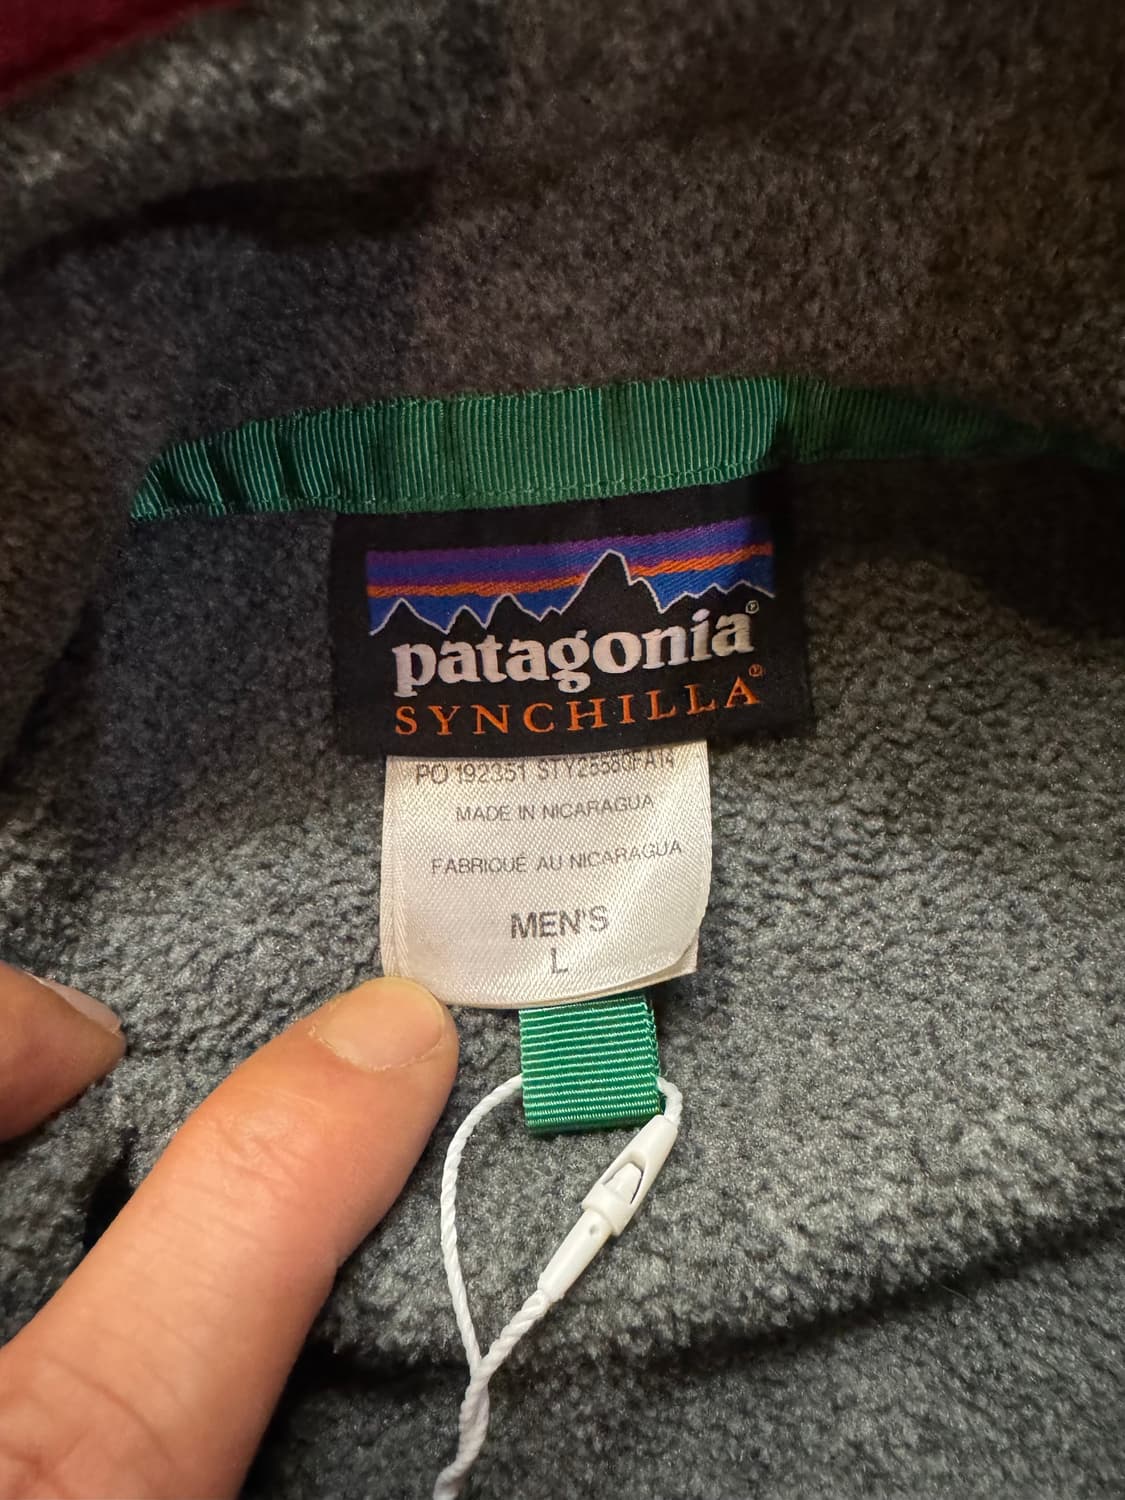 patagonia®
SYNCHILLA®
PO 192351 STY25580FA14
MADE IN NICARAGUA
FABRIQUÉ AU NICARAGUA
MEN'S
L